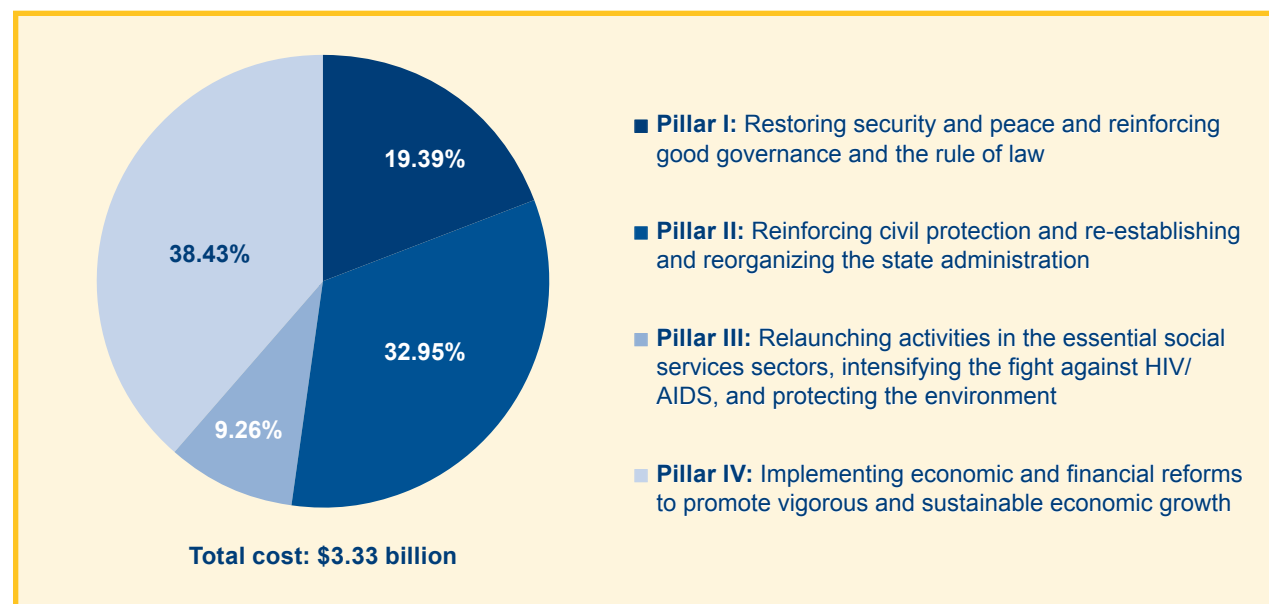 19.39%
38.43%
32.95%
9.26%
Total cost: $3.33 billion
Pillar I: Restoring security and peace and reinforcing
good governance and the rule of law
Pillar II: Reinforcing civil protection and re-establishing
and reorganizing the state administration
Pillar III: Relaunching activities in the essential social
services sectors, intensifying the fight against HIV/
AIDS, and protecting the environment
Pillar IV: Implementing economic and financial reforms
to promote vigorous and sustainable economic growth